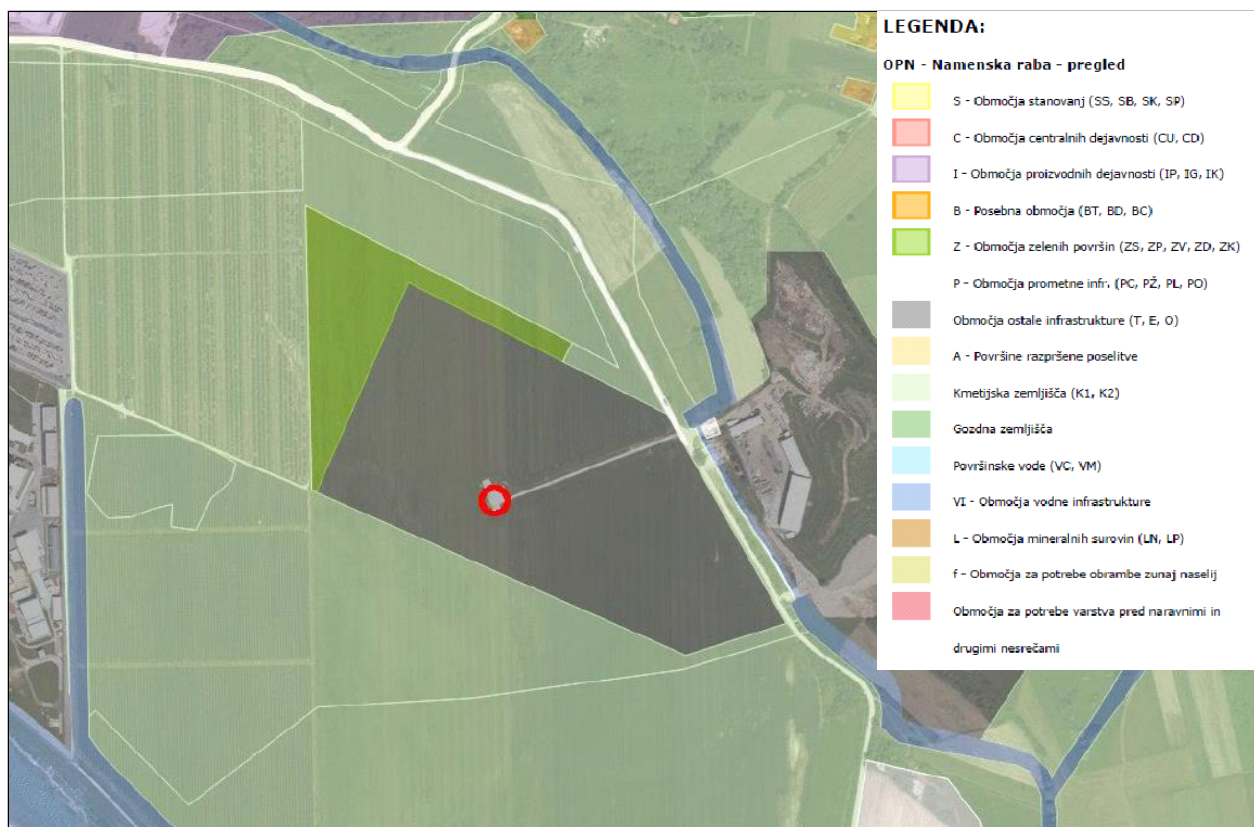 LEGENDA:
OPN - Namenska raba - pregled
S - Območja stanovanj (SS, SB, SK, SP)
C - Območja centralnih dejavnosti (CU, CD)
I - Območja proizvodnih dejavnosti (IP, IG, IK)
B - Posebna območja (BT, BD, BC)
Z - Območja zelenih površin (ZS, ZP, ZV, ZD, ZK)
P - Območja prometne infr. (PC, PŽ, PL, PO)
Območja ostale infrastrukture (T, E, O)
A - Površine razpršene poselitve
Kmetijska zemljišča (K1, K2)
Gozdna zemljišča
Površinske vode (VC, VM)
VI - Območja vodne infrastrukture
L - Območja mineralnih surovin (LN, LP)
f - Območja za potrebe obrambe zunaj naselij
Območja za potrebe varstva pred naravnimi in
drugimi nesrečami